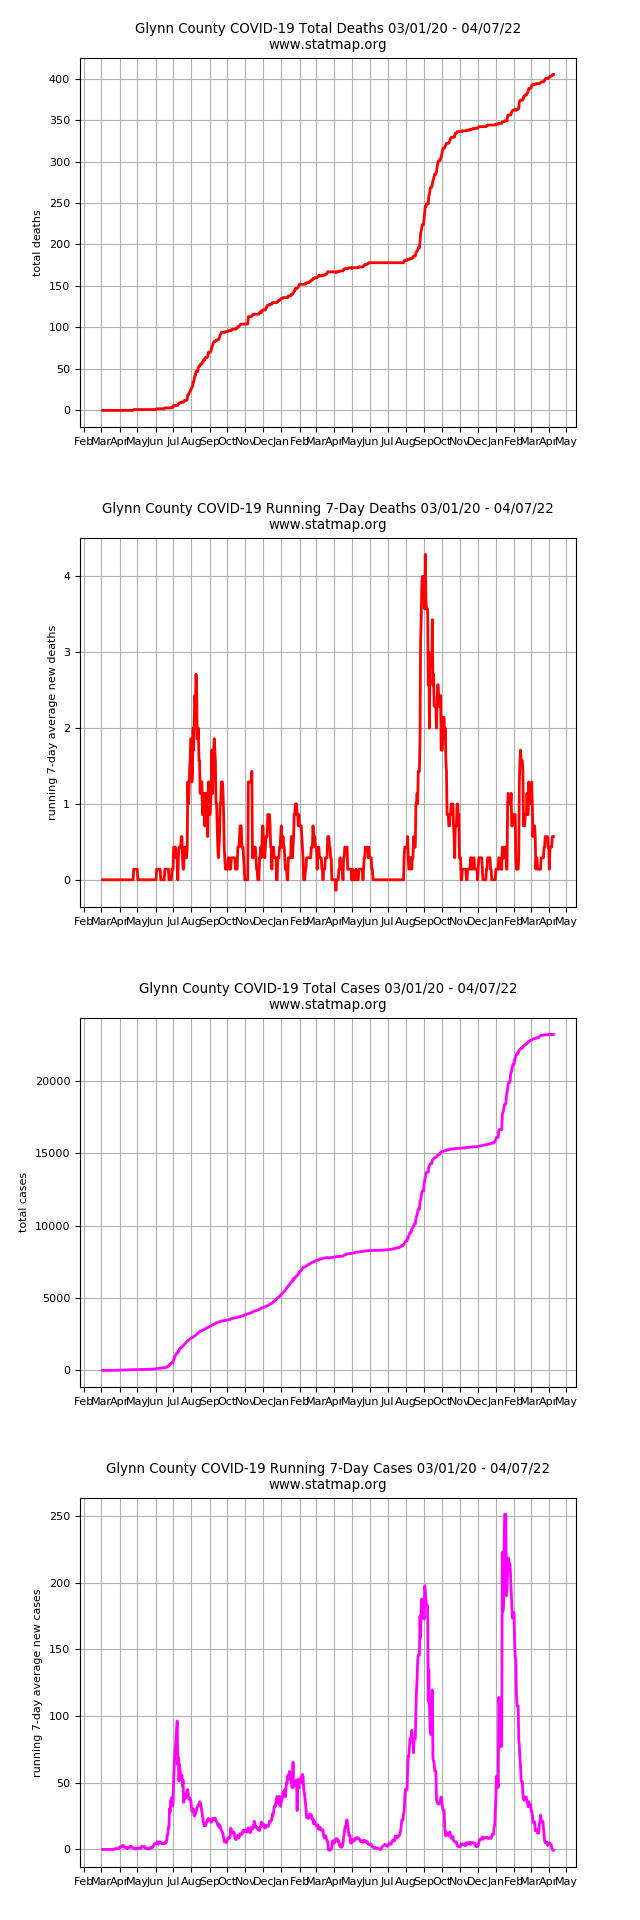 Glynn County COVID-19 Total Deaths 03/01/20 - 04/07/22
www.statmap.org
400
350
300
250
200
150
100
50
0
total deaths
Feb Mar Apr May Jun Jul Aug Sep Oct Nov Dec Jan Feb Mar Apr May Jun Jul Aug Sep Oct Nov Dec Jan Feb Mar Apr May
Glynn County COVID-19 Running 7-Day Deaths 03/01/20 - 04/07/22
www.statmap.org
4
3
2
1
0
running 7-day average new deaths
Feb Mar Apr May Jun Jul Aug Sep Oct Nov Dec Jan Feb Mar Apr May Jun Jul Aug Sep Oct Nov Dec Jan Feb Mar Apr May
Glynn County COVID-19 Total Cases 03/01/20 - 04/07/22
www.statmap.org
20000
15000
10000
5000
0
total cases
Feb Mar Apr May Jun Jul Aug Sep Oct Nov Dec Jan Feb Mar Apr May Jun Jul Aug Sep Oct Nov Dec Jan Feb Mar Apr May
Glynn County COVID-19 Running 7-Day Cases 03/01/20 - 04/07/22
www.statmap.org
250
200
150
100
50
0
running 7-day average new cases
Feb Mar Apr May Jun Jul Aug Sep Oct Nov Dec Jan Feb Mar Apr May Jun Jul Aug Sep Oct Nov Dec Jan Feb Mar Apr May